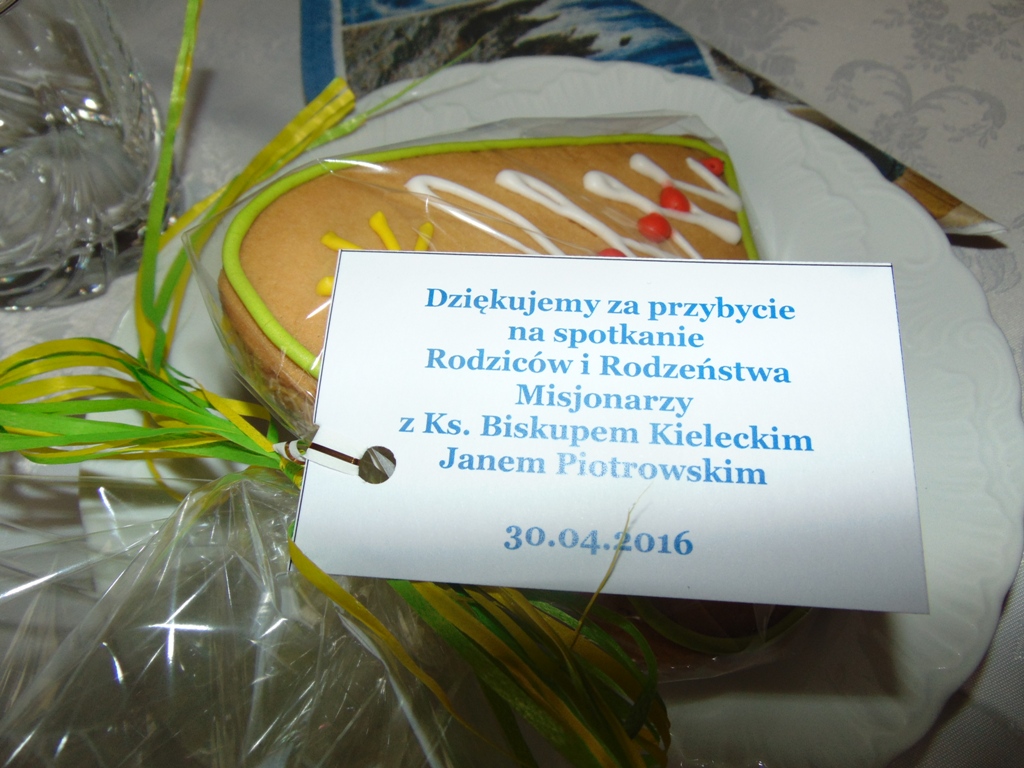 Dziękujemy za przybycie
na spotkanie
Rodziców i Rodzeństwa
Misjonarzy
z Ks. Biskupem Kieleckim
Janem Piotrowskim
30.04.2016